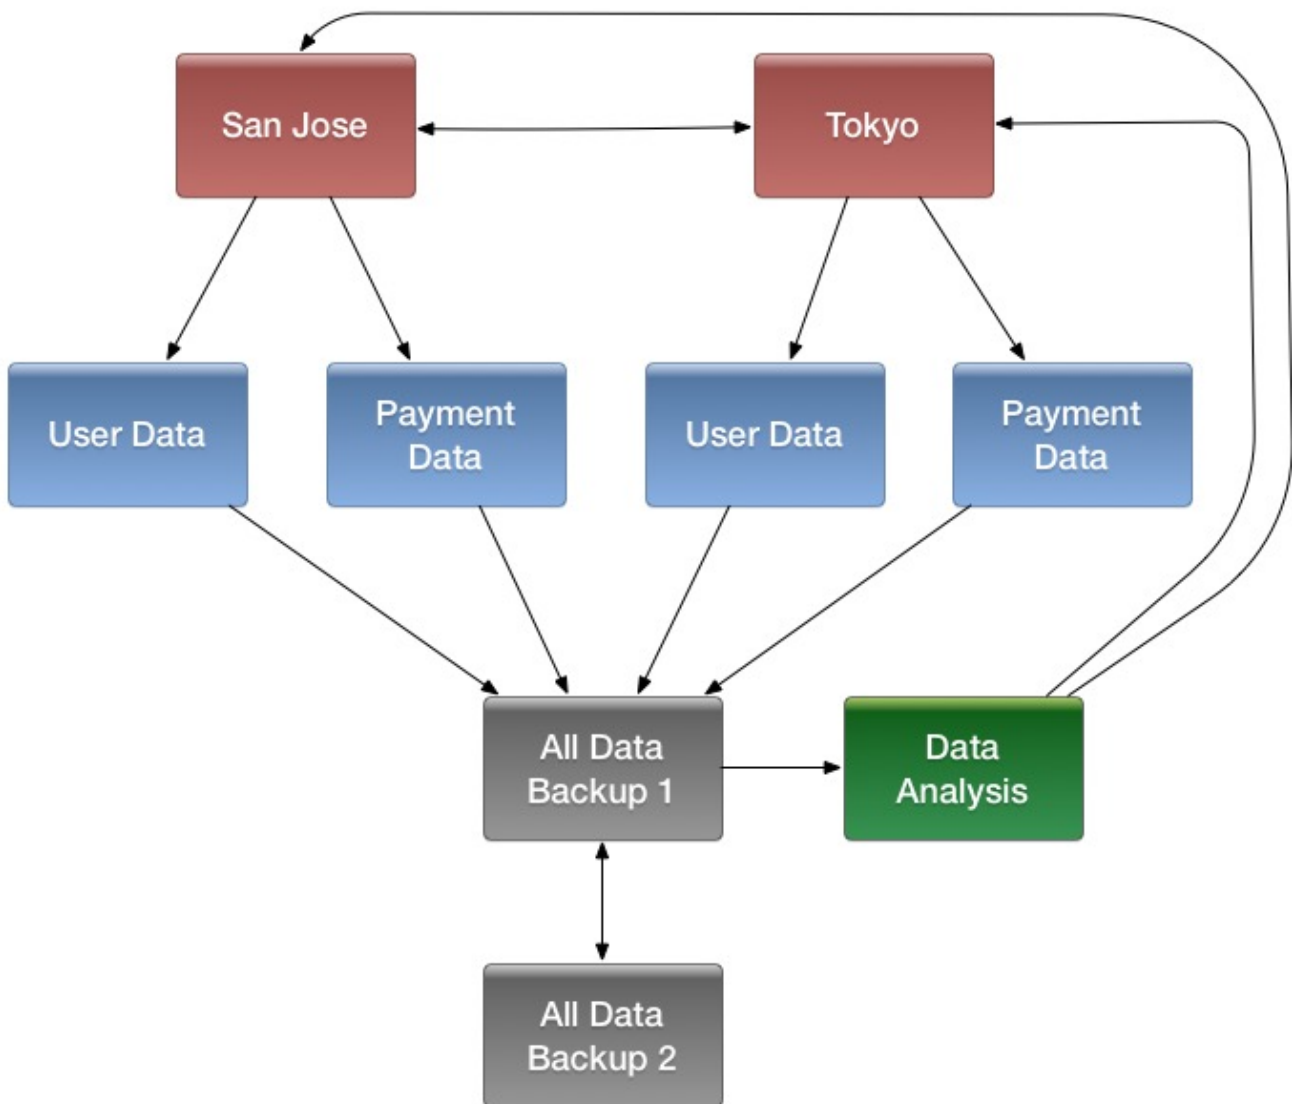 San Jose
Tokyo
User Data
Payment
Data
User Data
Payment
Data
All Data
Backup 1
Data
Analysis
All Data
Backup 2